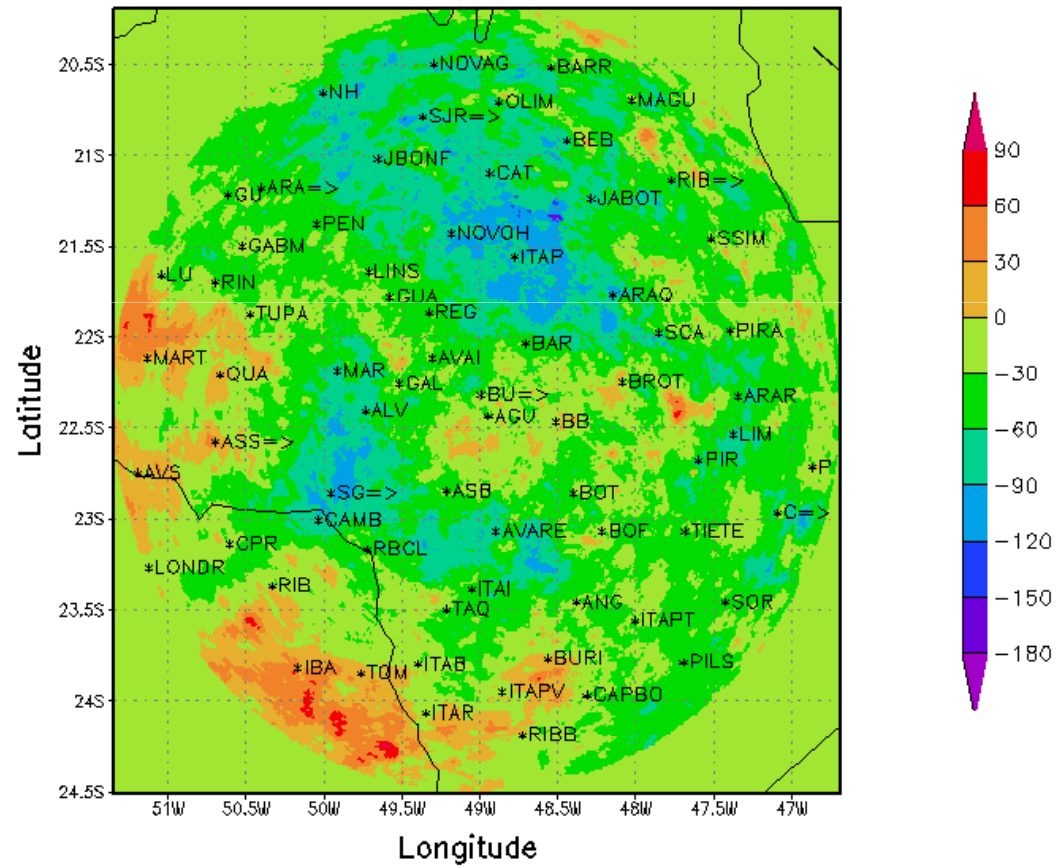 20.5S
*NOVAG
*BARR
*NH
*OLIM
*MAGU
*SJR=>
*BEB
21S
*JBONF
*CAT
*RIB=>
*GU
*ARA=>
*JABOT
*PEN
*NOVOH
*SSIM
21.5S
*GABM
*ITAP
*LU
*RIN
*LINS
*GUA
*ARAQ
*TUPA
*REG
22S
*SCA
*PIRA
*BAR
*MART
*AVAI
*QUA
*MAR
*GAL
*BU=>
*BROT
*ARAR
*ALV
*AGU
*BB
22.5S
*ASS=>
*LIM
*AVS
*PIR
*P
*SG=>
*ASB
*BOT
23S
*CAMB
*C=>
*CPR
*RBCL
*AVARE
*BOF
*TIETE
*LONDR
*RIB
*ITAI
23.5S
*TAQ
*ANG
*ITAPT
*SOR
*IBA
*TOM
*ITAB
*BURI
*PILS
24S
*ITAPV
*CAPBO
*ITAR
*RIBB
24.5S
51W 50.5W 50W 49.5W 49W 48.5W 48W 47.5W 47W
Longitude
Latitude
90
60
30
0
-30
-60
-90
-120
-150
-180